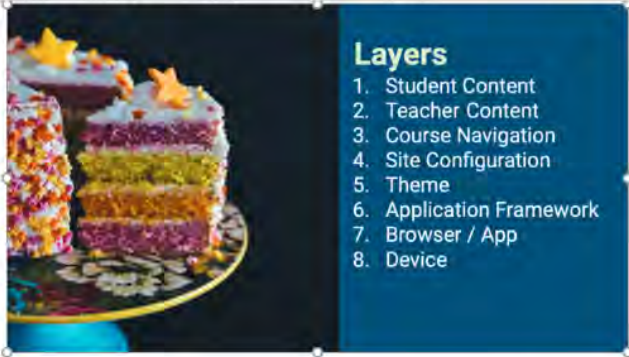 Layers
1. Student Content
2. Teacher Content
3. Course Navigation
4. Site Configuration
5. Theme
6. Application Framework
7. Browser / App
8. Device